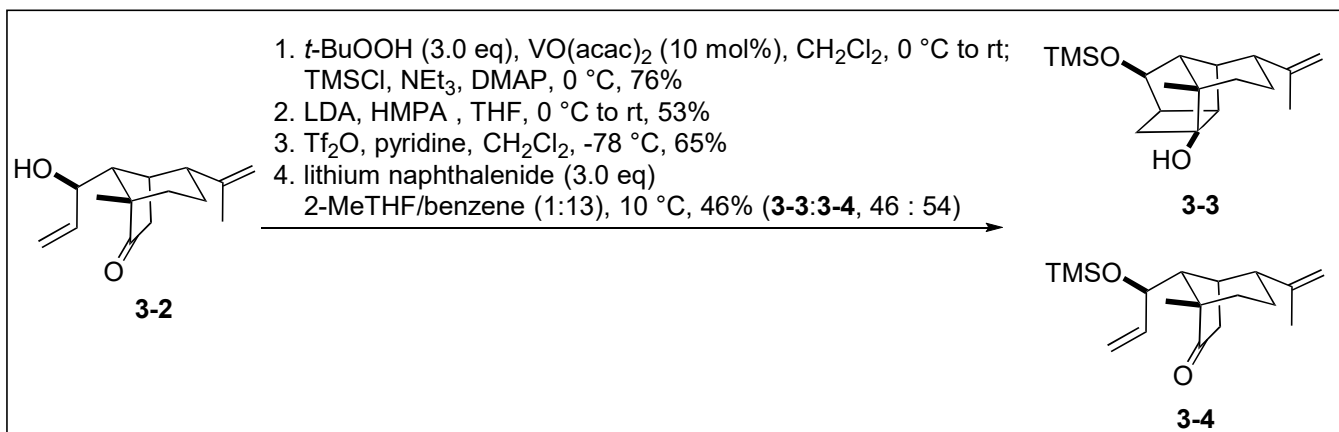 1. t-BuOOH (3.0 eq), VO(acac)₂ (10 mol%), CH₂Cl₂, 0 °C to rt;
TMSCl, NEt₃, DMAP, 0 °C, 76%
2. LDA, HMPA , THF, 0 °C to rt, 53%
3. Tf₂O, pyridine, CH₂Cl₂, -78 °C, 65%
4. lithium naphthalenide (3.0 eq)
2-MeTHF/benzene (1:13), 10 °C, 46% (3-3:3-4, 46 : 54)
HO
O
3-2
TMSO
HO
3-3
TMSO
O
3-4